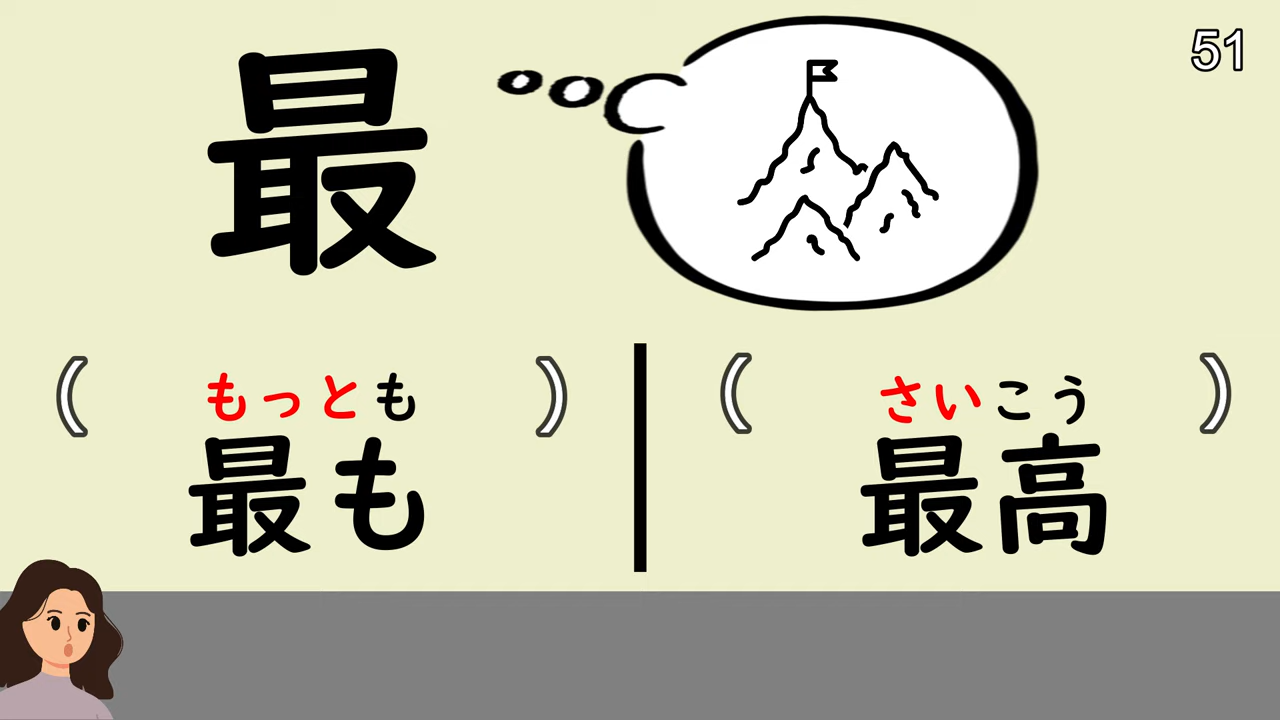 51
最
( もっとも )
最も
( さいこう )
最高